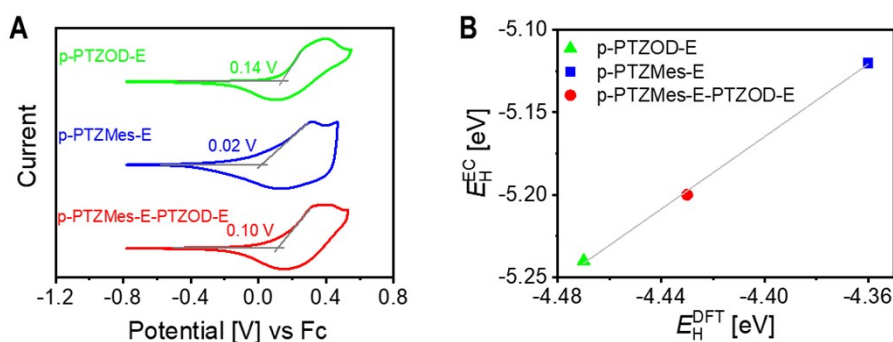 A
p-PTZOD-E
0.14 V
p-PTZMes-E
0.02 V
p-PTZMes-E-PTZOD-E
0.10 V
Current
-1.2 -0.8 -0.4 0.0 0.4 0.8
Potential [V] vs Fc
B
p-PTZOD-E
p-PTZMes-E
p-PTZMes-E-PTZOD-E
-5.10
-5.15
-5.20
-5.25
E_H^EC [eV]
-4.48 -4.44 -4.40 -4.36
E_H^DFT [eV]